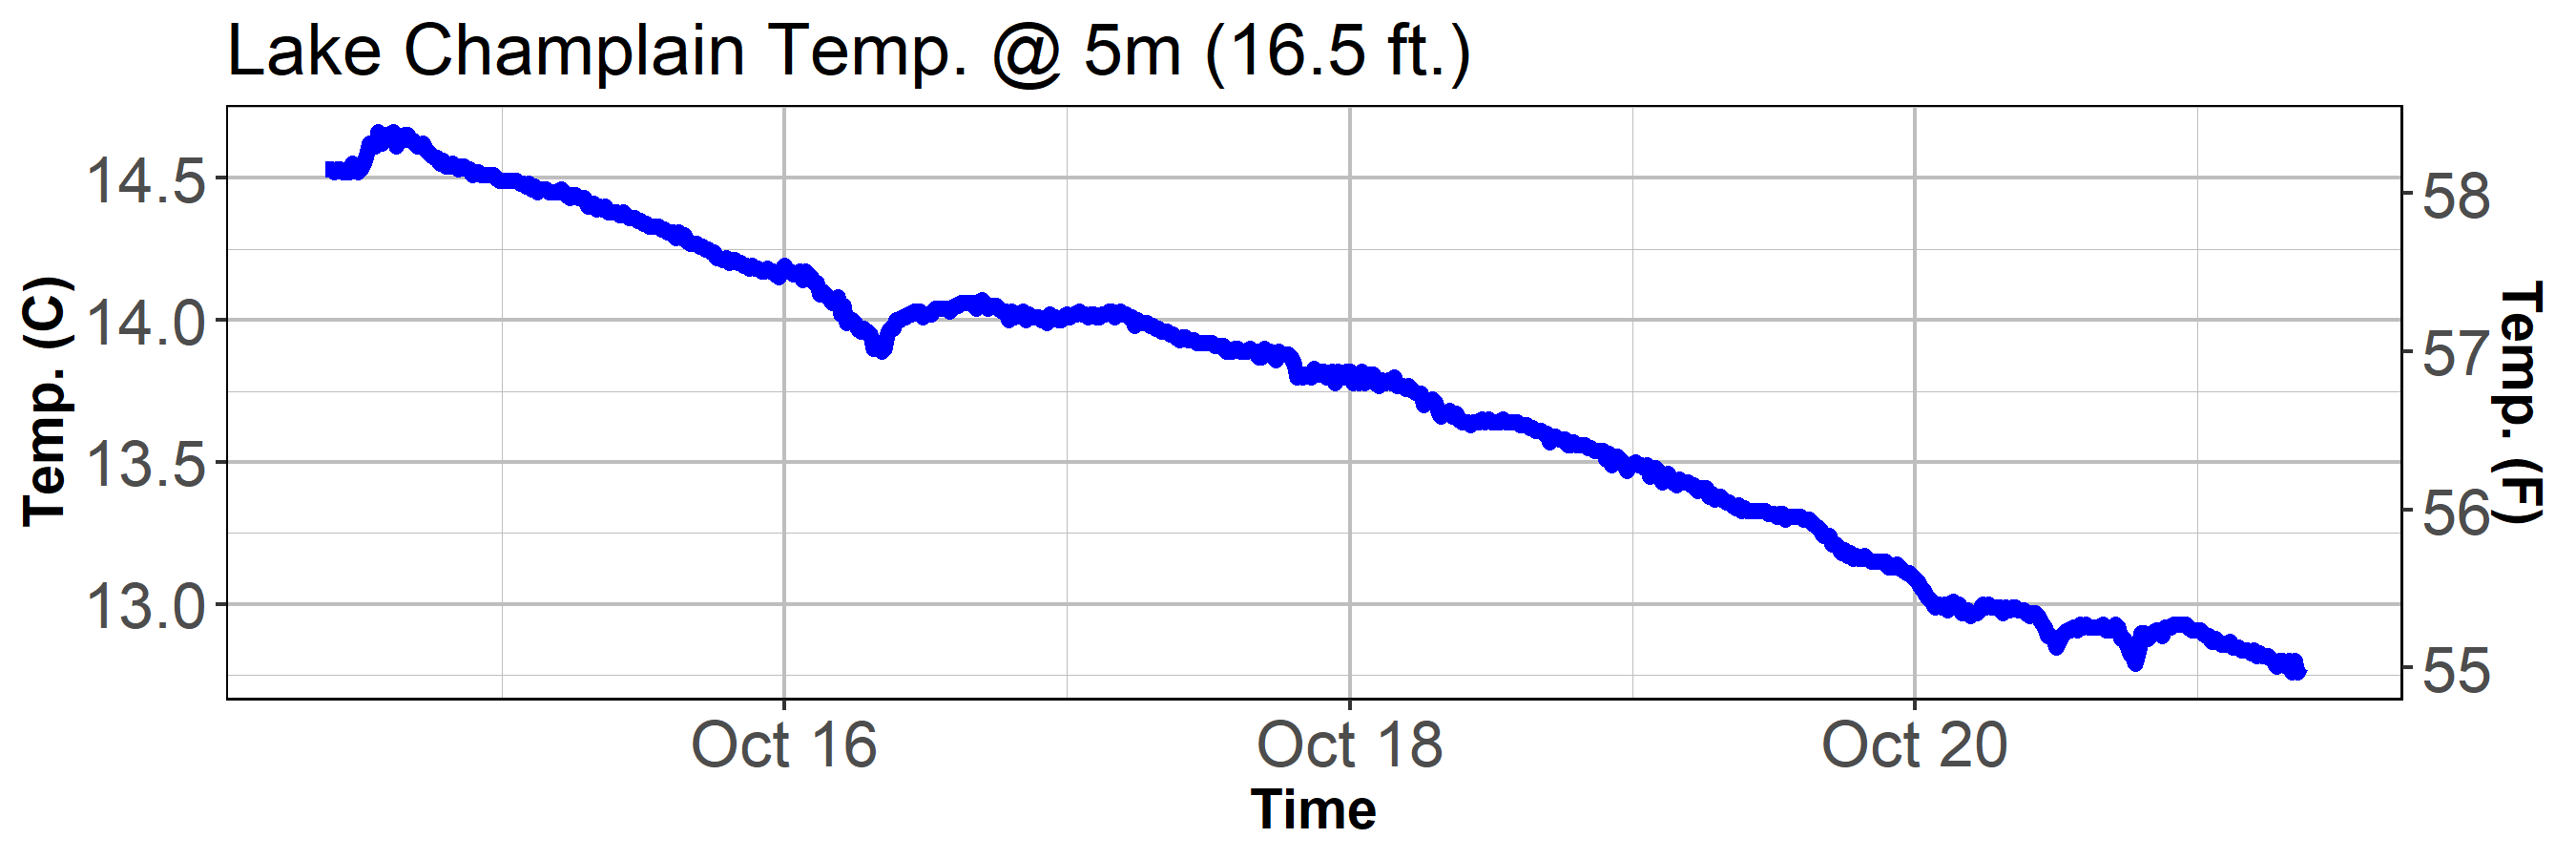 Lake Champlain Temp. @ 5m (16.5 ft.)
Temp. (C)
14.5
14.0
13.5
13.0
58
57
56
55
Temp. (F)
Oct 16 Oct 18 Oct 20
Time